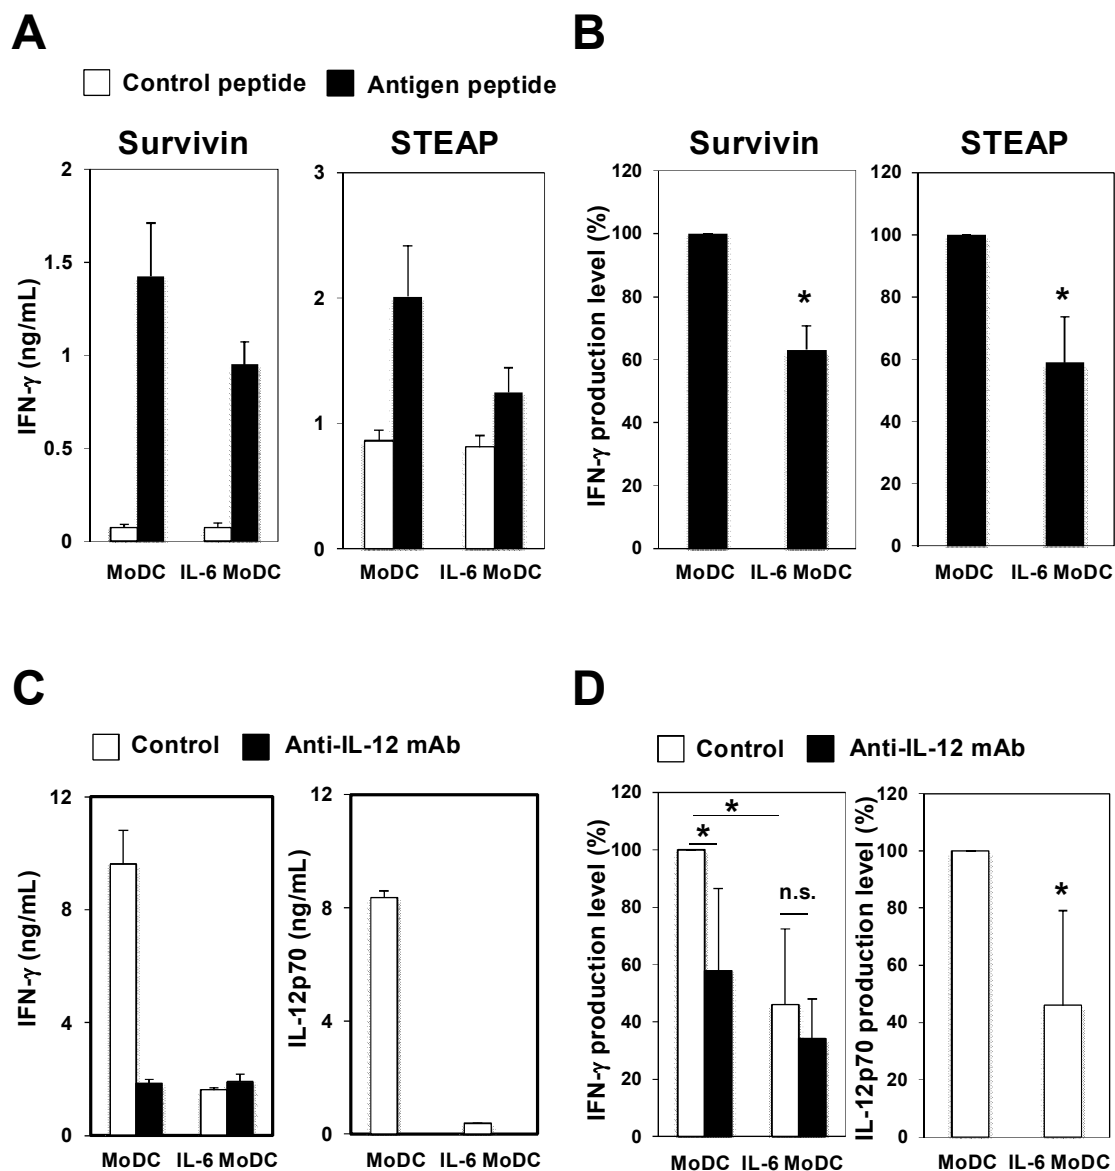 A
B
Control peptide
Antigen peptide
Survivin
STEAP
Survivin
STEAP
IFN-γ (ng/mL)
2
1.5
1
0.5
0
MoDC IL-6 MoDC
3
2
1
0
MoDC IL-6 MoDC
IFN-γ production level (%)
120
100
80
60
40
20
0
*
MoDC IL-6 MoDC
120
100
80
60
40
20
0
*
MoDC IL-6 MoDC
C
D
Control
Anti-IL-12 mAb
Control
Anti-IL-12 mAb
IFN-γ (ng/mL)
12
8
4
0
MoDC IL-6 MoDC
IL-12p70 (ng/mL)
12
8
4
0
MoDC IL-6 MoDC
IFN-γ production level (%)
120
100
80
60
40
20
0
*
*
n.s.
MoDC IL-6 MoDC
IL-12p70 production level (%)
120
100
80
60
40
20
0
*
MoDC IL-6 MoDC